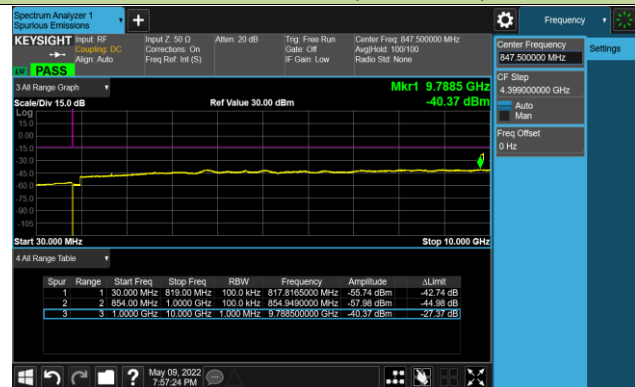 Spectrum Analyzer 1
Spurious Emissions
Frequency
KEYSIGHT
Input: RF
Coupling: DC
Align: Auto
Input Z: 50 Ω
Corrections: On
Freq Ref: Int (S)
Atten: 20 dB
Trig: Free Run
Gate: Off
IF Gain: Low
Center Freq: 847.500000 MHz
Avg|Hold: 100/100
Radio Std: None
PASS
Center Frequency
847.500000 MHz
Settings
CF Step
4.399000000 GHz
Auto
Man
Freq Offset
0 Hz
3 All Range Graph
Mkr1 9.7885 GHz
Scale/Div 15.0 dB
Ref Value 30.00 dBm
-40.37 dBm
Log
15.0
0.00
-15.0
-30.0
-45.0
-60.0
-75.0
-90.0
-105
1
Start 30.000 MHz
Stop 10.000 GHz
4 All Range Table
Spur Range Start Freq Stop Freq RBW Frequency Amplitude ΔLimit
1 1 30.000 MHz 819.00 MHz 100.0 kHz 817.8165000 MHz -55.74 dBm -42.74 dB
2 2 854.00 MHz 1.0000 GHz 100.0 kHz 854.9490000 MHz -57.98 dBm -44.98 dB
3 3 1.0000 GHz 10.000 GHz 1.000 MHz 9.788500000 GHz -40.37 dBm -27.37 dB
May 09, 2022
7:57:24 PM